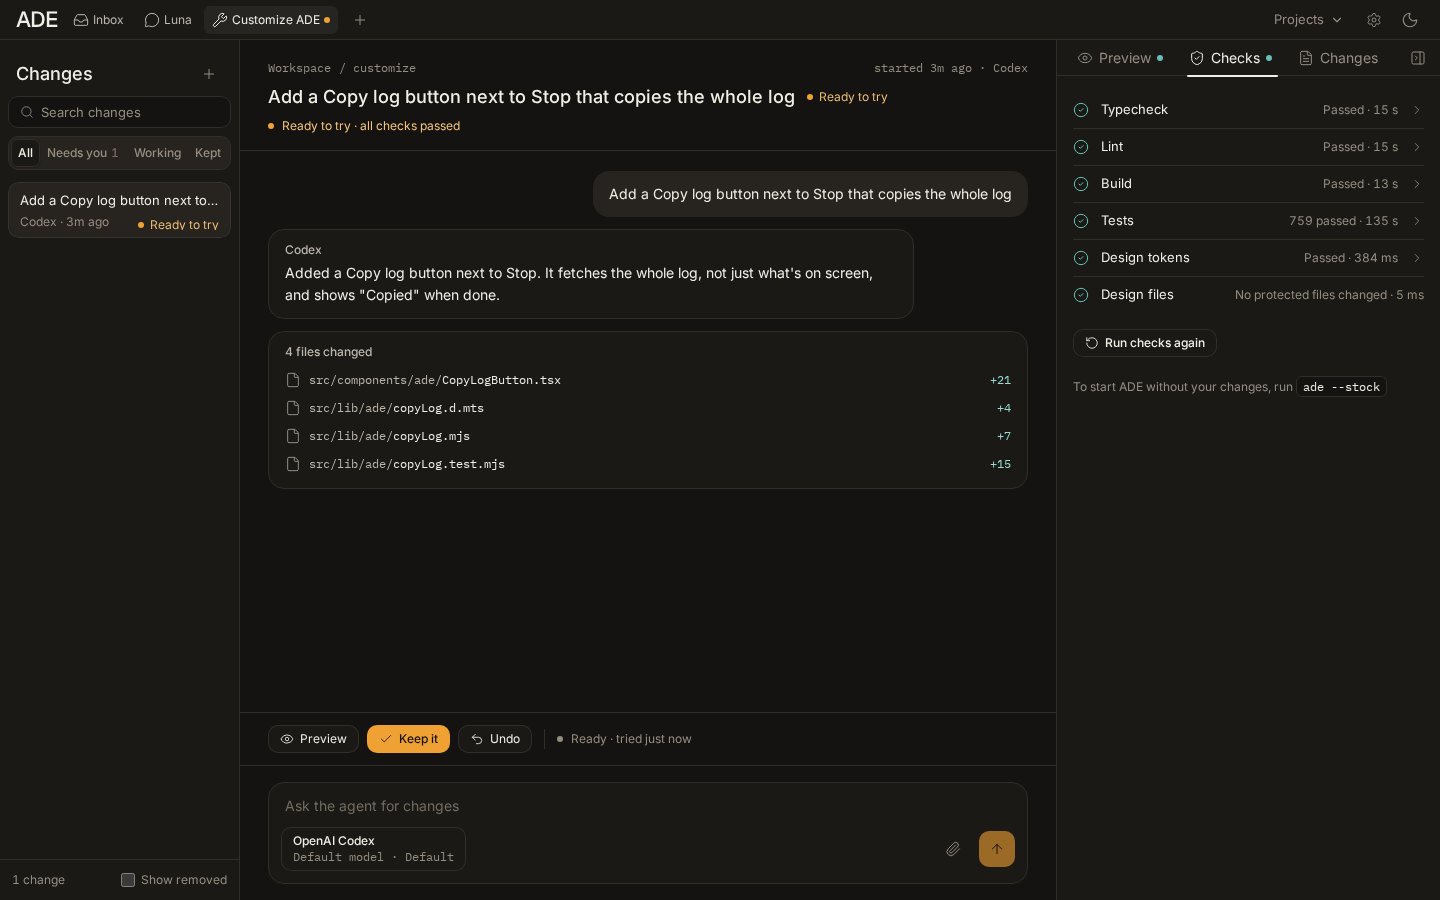 ADE
Inbox
Luna
Customize ADE
Projects
Changes
Search changes
All
Needs you 1
Working
Kept
Add a Copy log button next to...
Codex · 3m ago
Ready to try
1 change
Show removed
Workspace / customize
started 3m ago · Codex
Add a Copy log button next to Stop that copies the whole log
Ready to try
Ready to try · all checks passed
Add a Copy log button next to Stop that copies the whole log
Codex
Added a Copy log button next to Stop. It fetches the whole log, not just what's on screen,
and shows "Copied" when done.
4 files changed
src/components/ade/CopyLogButton.tsx +21
src/lib/ade/copyLog.d.mts +4
src/lib/ade/copyLog.mjs +7
src/lib/ade/copyLog.test.mjs +15
Preview
Keep it
Undo
Ready · tried just now
Ask the agent for changes
OpenAI Codex
Default model · Default
Preview
Checks
Changes
Typecheck Passed · 15 s
Lint Passed · 15 s
Build Passed · 13 s
Tests 759 passed · 135 s
Design tokens Passed · 384 ms
Design files No protected files changed · 5 ms
Run checks again
To start ADE without your changes, run ade --stock